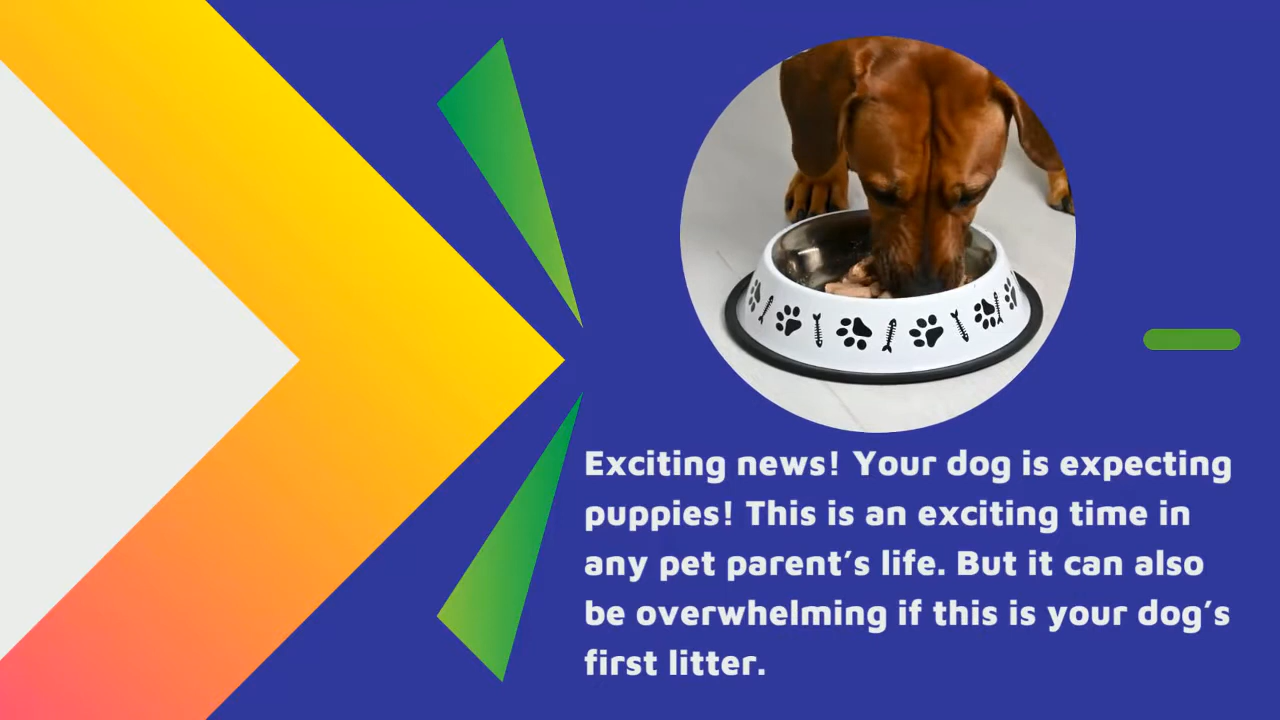 Exciting news! Your dog is expecting
puppies! This is an exciting time in
any pet parent’s life. But it can also
be overwhelming if this is your dog’s
first litter.